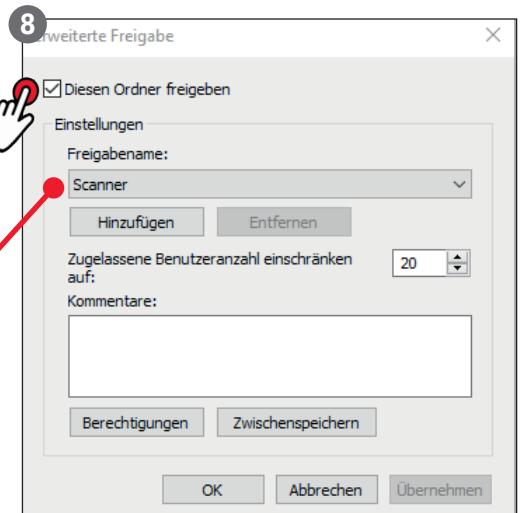 8
rweiterte Freigabe
Diesen Ordner freigeben
Einstellungen
Freigabename:
Scanner
Hinzufügen Entfernen
Zugelassene Benutzeranzahl einschränken
auf:
20
Kommentare:
Berechtigungen Zwischenspeichern
OK Abbrechen Übernehmen